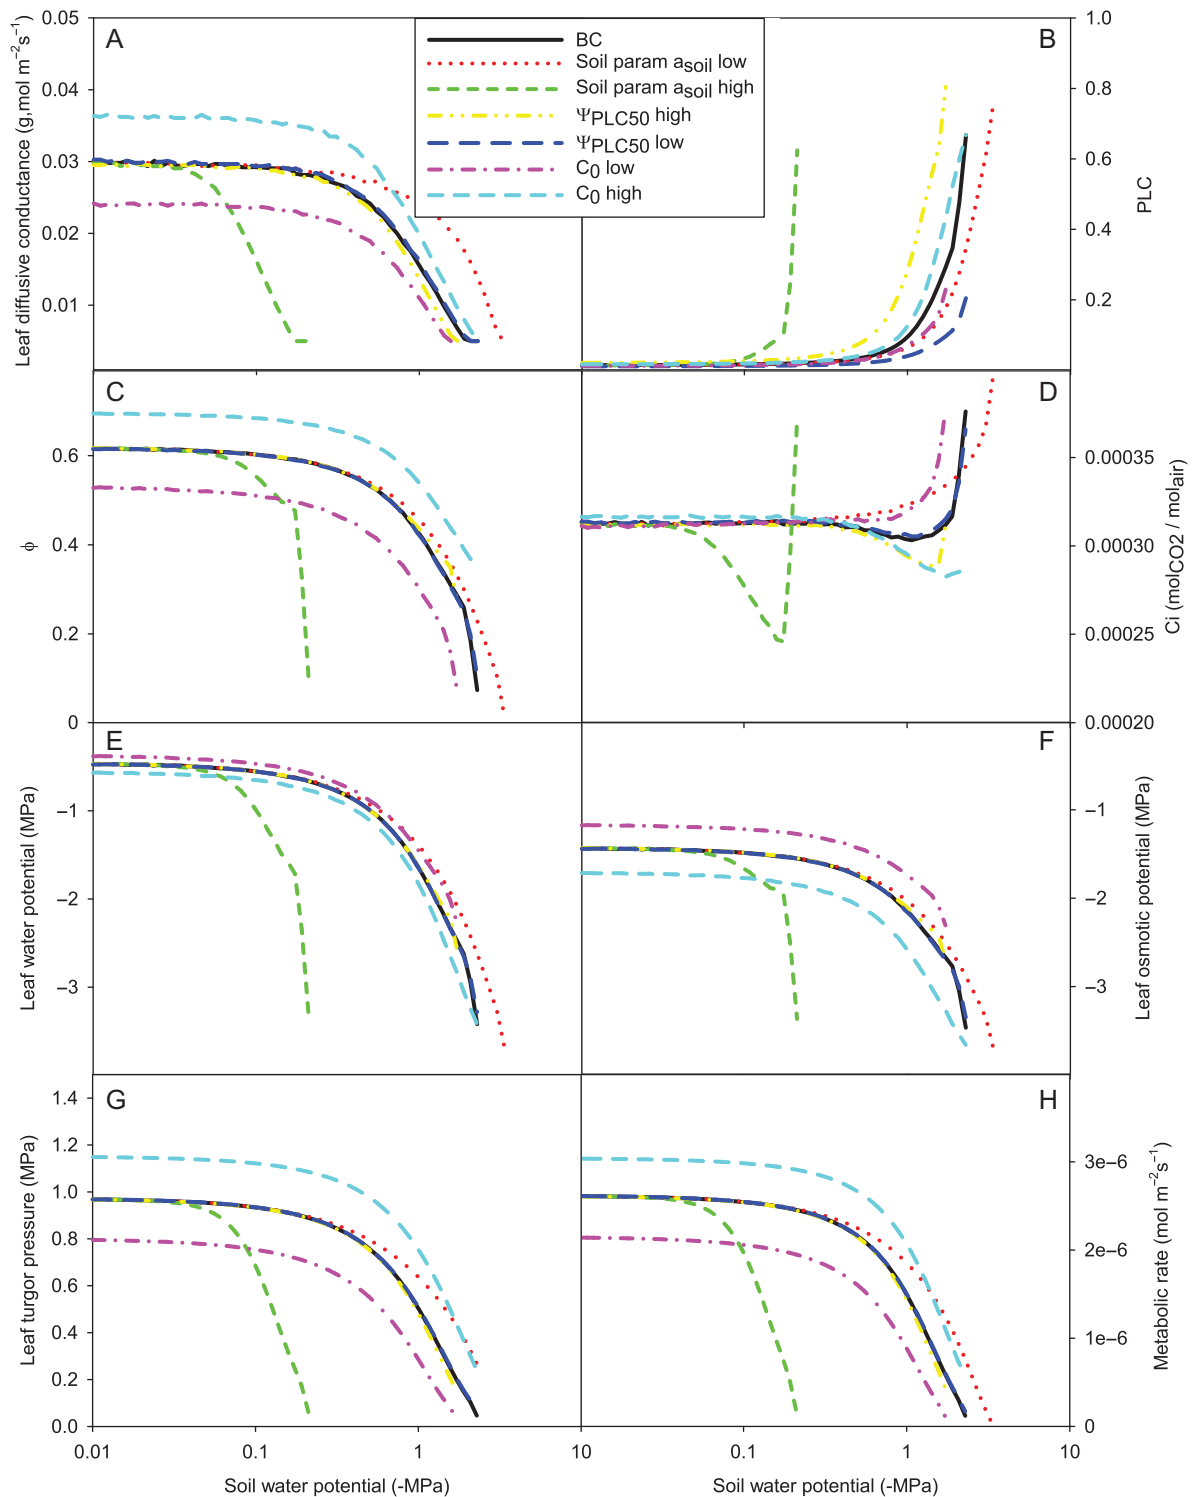 A
B
Leaf diffusive conductance (g,mol m−2s−1)
0.05
0.04
0.03
0.02
0.01
BC
Soil param asoil low
Soil param asoil high
ΨPLC50 high
ΨPLC50 low
C0 low
C0 high
1.0
0.8
0.6
0.4
0.2
PLC
C
D
ϕ
0.6
0.4
0.2
0
0.00035
0.00030
0.00025
0.00020
Ci (molCO2 / molair)
E
F
Leaf water potential (MPa)
−1
−2
−3
−1
−2
−3
Leaf osmotic potential (MPa)
G
H
Leaf turgor pressure (MPa)
1.4
1.2
1.0
0.8
0.6
0.4
0.2
0.0
3e−6
2e−6
1e−6
0
Metabolic rate (mol m−2s−1)
0.01 0.1 1 10 0.1 1 10
Soil water potential (-MPa)
Soil water potential (-MPa)